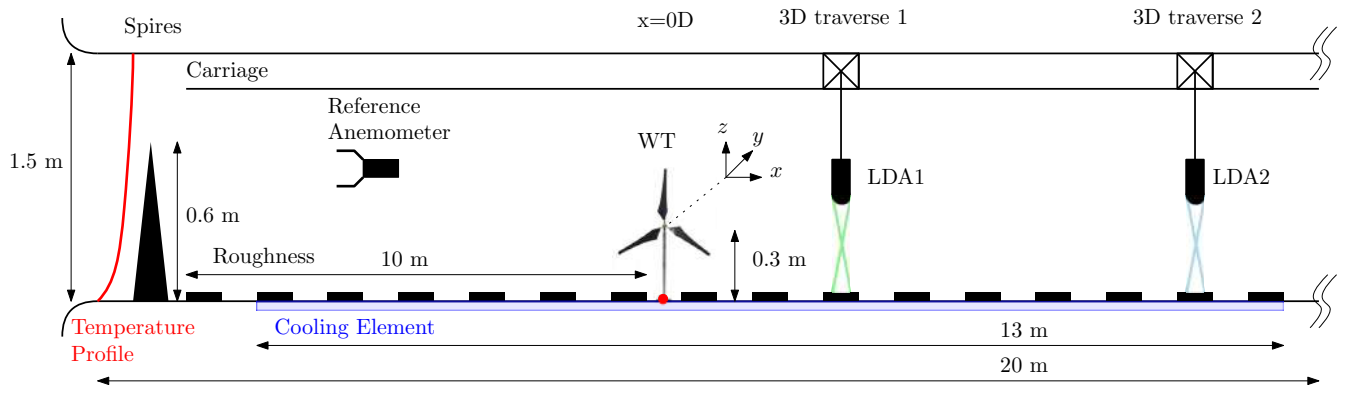 Spires
x=0D
3D traverse 1
3D traverse 2
Carriage
Reference
Anemometer
WT
z
y
x
LDA1
LDA2
1.5 m
0.6 m
Roughness
10 m
0.3 m
Temperature
Profile
Cooling Element
13 m
20 m